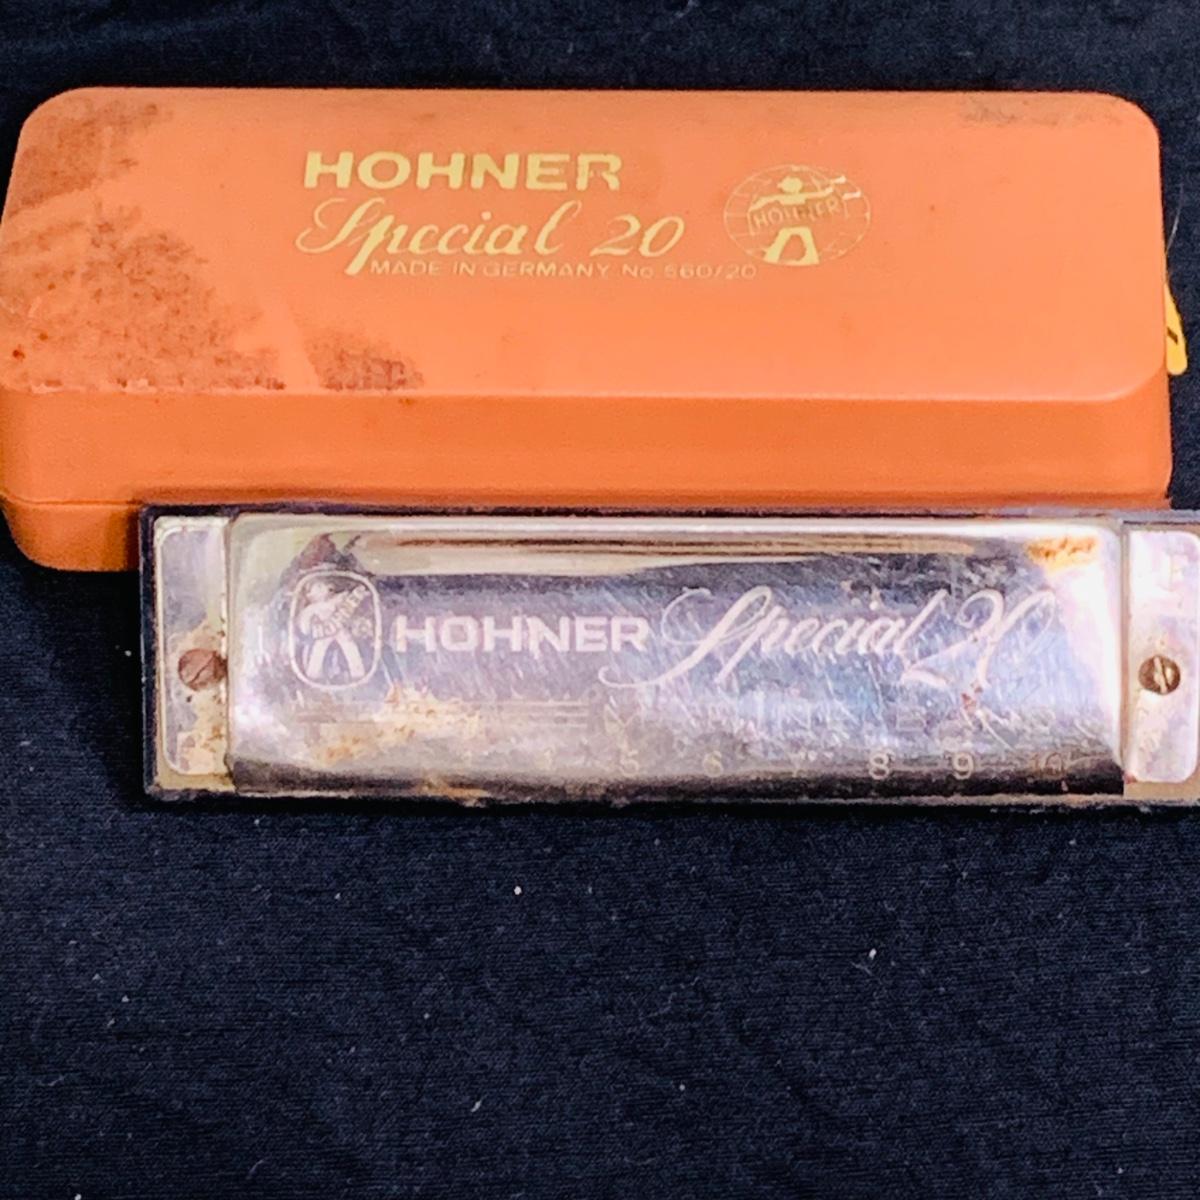 HOHNER
Special 20
MADE IN GERMANY No. 560/20
HOHNER
HOHNER Special 20
5 6 7 8 9 10